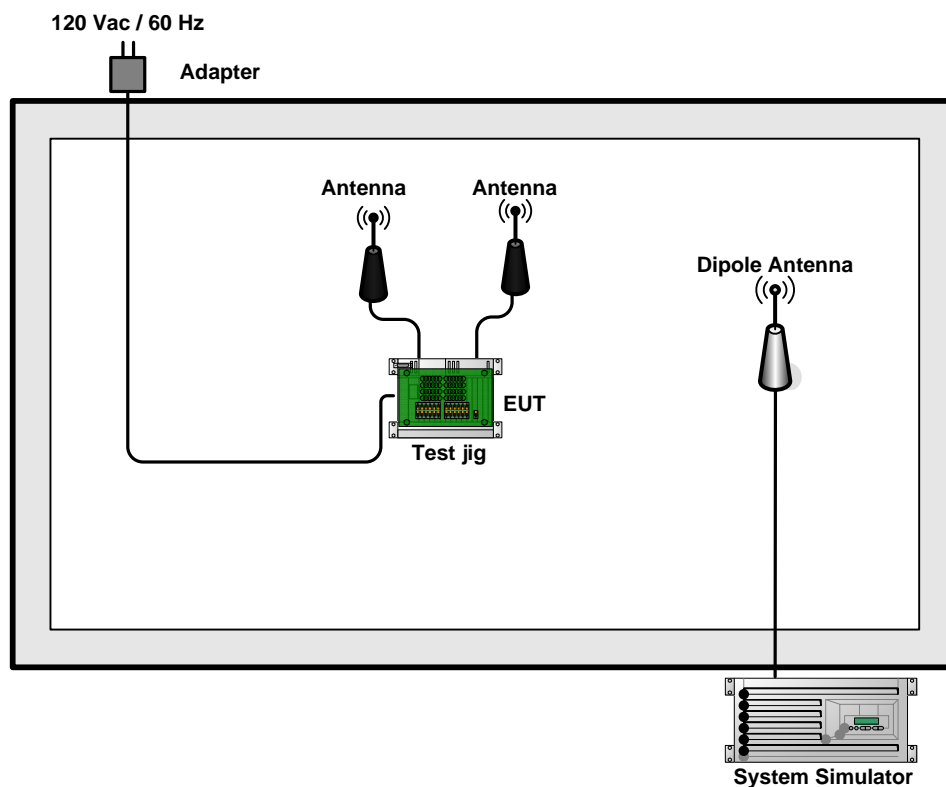 120 Vac / 60 Hz
Adapter
Antenna
Antenna
Dipole Antenna
EUT
Test jig
System Simulator